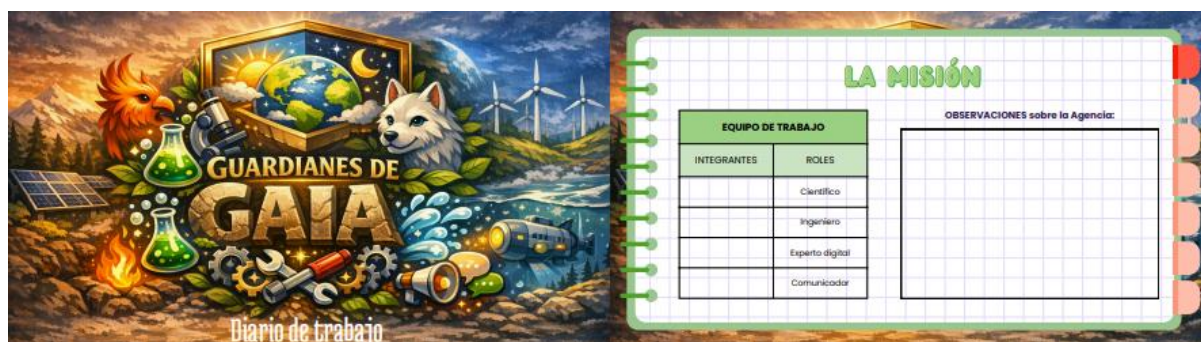 GUARDIANES DE
GAIA
Diario de trabajo
LA MISIÓN
EQUIPO DE TRABAJO
INTEGRANTES ROLES
Científico
Ingeniero
Experto digital
Comunicador
OBSERVACIONES sobre la Agencia: